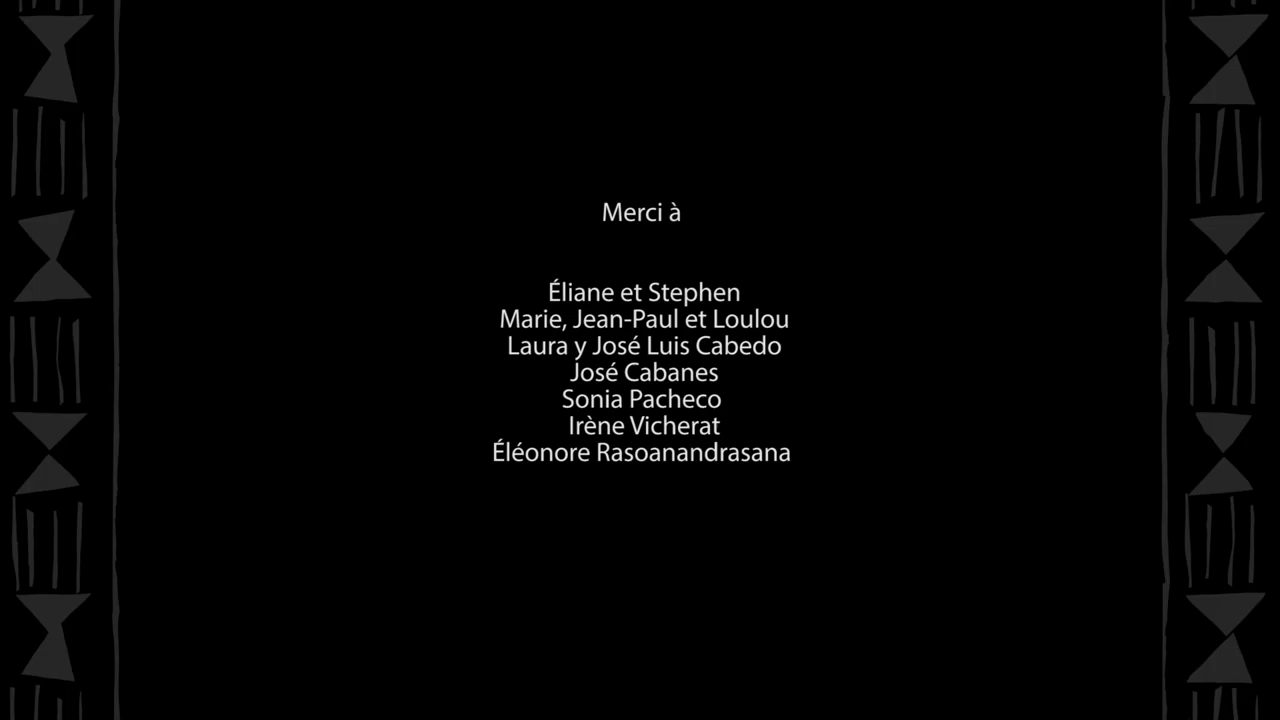 Merci à
Éliane et Stephen
Marie, Jean-Paul et Loulou
Laura y José Luis Cabedo
José Cabanes
Sonia Pacheco
Irène Vicherat
Éléonore Rasoanandrasana